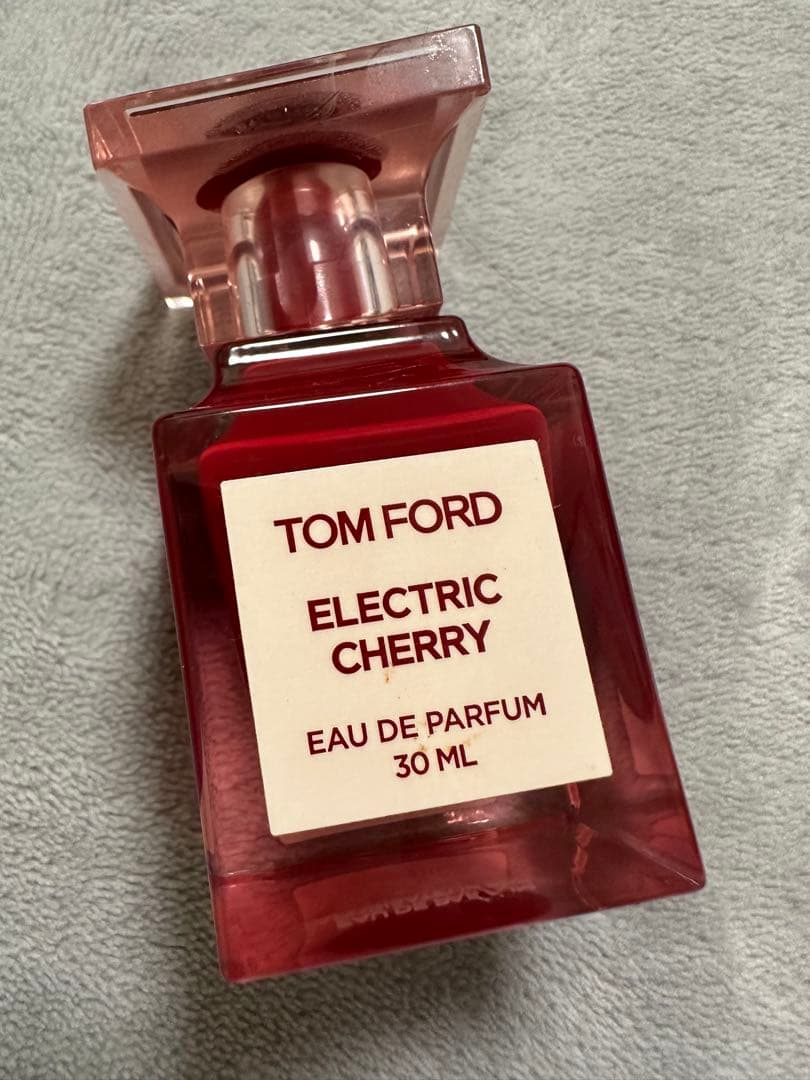 TOM FORD
ELECTRIC
CHERRY
EAU DE PARFUM
30 ML